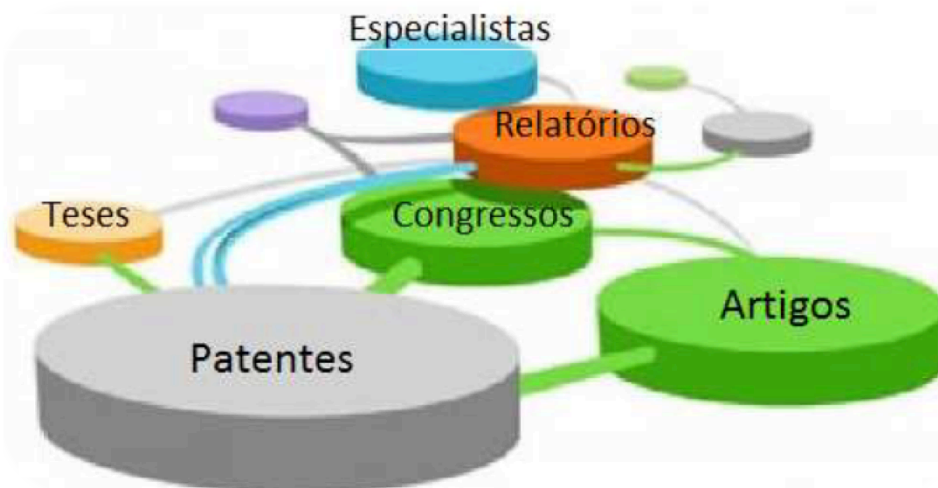 Especialistas
Relatórios
Teses
Congressos
Artigos
Patentes